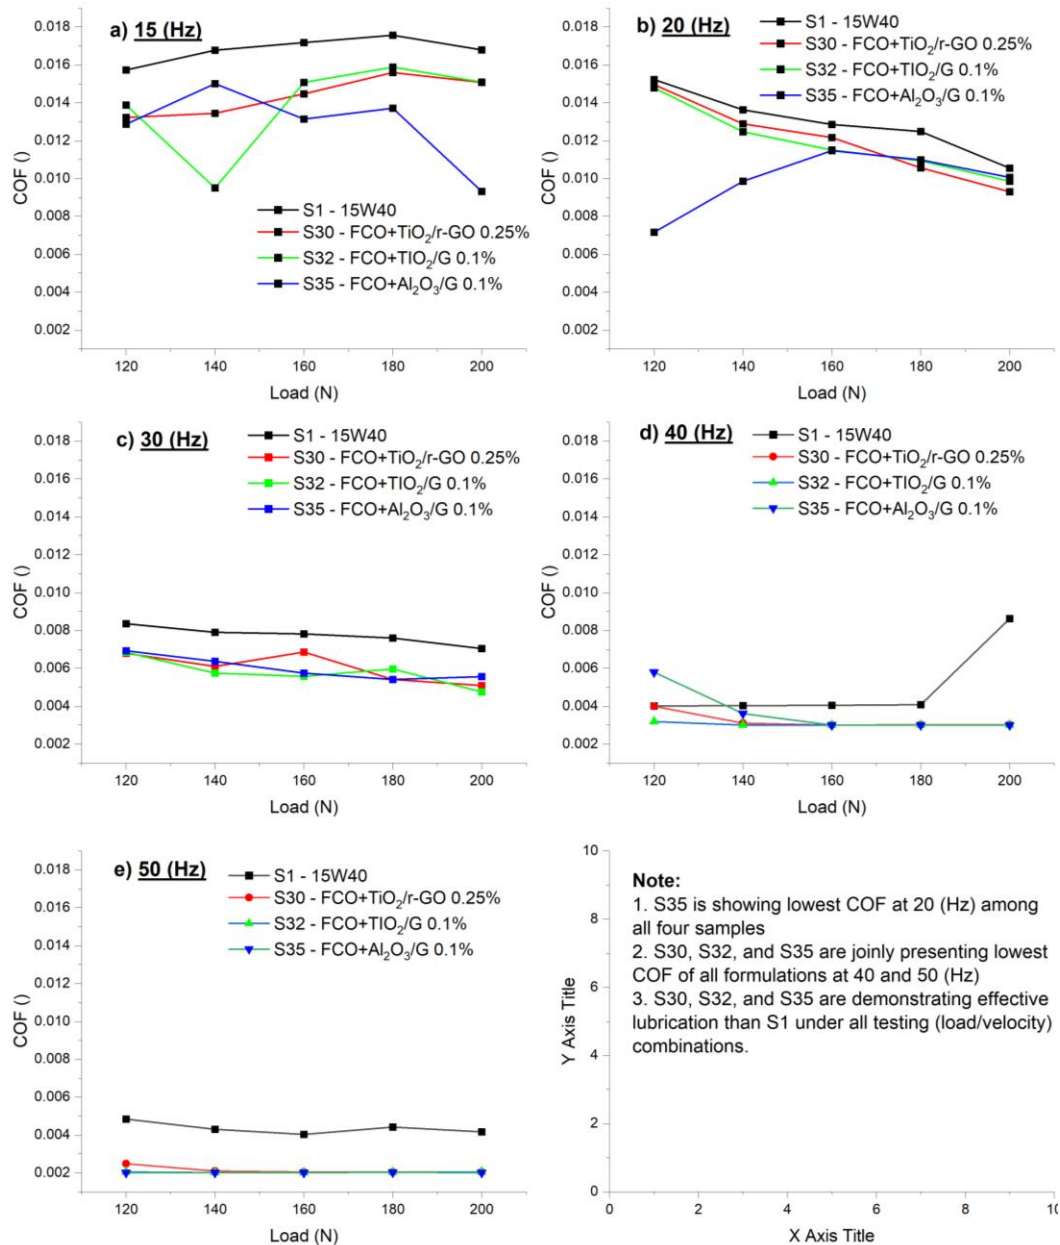 a) 15 (Hz)
0.018
0.016
0.014
0.012
0.010
0.008
0.006
0.004
0.002
COF ()
S1 - 15W40
S30 - FCO+TiO₂/r-GO 0.25%
S32 - FCO+TIO₂/G 0.1%
S35 - FCO+Al₂O₃/G 0.1%
120 140 160 180 200
Load (N)
b) 20 (Hz)
0.018
0.016
0.014
0.012
0.010
0.008
0.006
0.004
0.002
COF ()
S1 - 15W40
S30 - FCO+TiO₂/r-GO 0.25%
S32 - FCO+TIO₂/G 0.1%
S35 - FCO+Al₂O₃/G 0.1%
120 140 160 180 200
Load (N)
c) 30 (Hz)
0.018
0.016
0.014
0.012
0.010
0.008
0.006
0.004
0.002
COF ()
S1 - 15W40
S30 - FCO+TiO₂/r-GO 0.25%
S32 - FCO+TIO₂/G 0.1%
S35 - FCO+Al₂O₃/G 0.1%
120 140 160 180 200
Load (N)
d) 40 (Hz)
0.018
0.016
0.014
0.012
0.010
0.008
0.006
0.004
0.002
COF ()
S1 - 15W40
S30 - FCO+TiO₂/r-GO 0.25%
S32 - FCO+TIO₂/G 0.1%
S35 - FCO+Al₂O₃/G 0.1%
120 140 160 180 200
Load (N)
e) 50 (Hz)
0.018
0.016
0.014
0.012
0.010
0.008
0.006
0.004
0.002
COF ()
S1 - 15W40
S30 - FCO+TiO₂/r-GO 0.25%
S32 - FCO+TIO₂/G 0.1%
S35 - FCO+Al₂O₃/G 0.1%
120 140 160 180 200
Load (N)
10
8
6
4
2
0
Y Axis Title
Note:
1. S35 is showing lowest COF at 20 (Hz) among
all four samples
2. S30, S32, and S35 are joinly presenting lowest
COF of all formulations at 40 and 50 (Hz)
3. S30, S32, and S35 are demonstrating effective
lubrication than S1 under all testing (load/velocity)
combinations.
0 2 4 6 8 10
X Axis Title